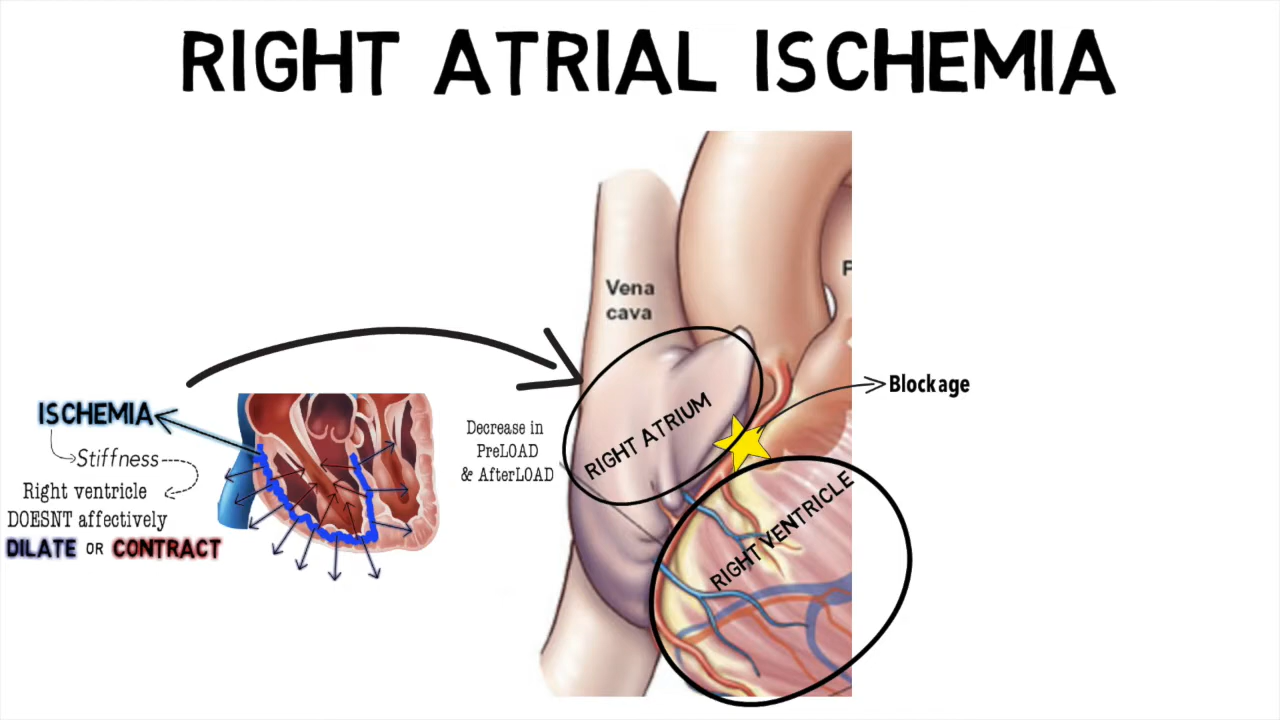 RIGHT ATRIAL ISCHEMIA
Vena
cava
P
Blockage
RIGHT ATRIUM
ISCHEMIA
Stiffness
Right ventricle
DOESNT affectively
DILATE OR CONTRACT
Decrease in
PreLOAD
& AfterLOAD
RIGHT VENTRICLE